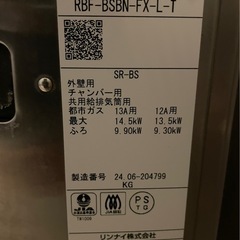 RBF-BSBN-FX-L-T
SR-BS
外壁用
チャンバー用
共用給排気筒用
都市ガス 13A用 12A用
最大 14.5kW 13.5kW
ふろ 9.90kW 9.30kW
製造番号 24.06-204799
KG
PS
TG
リンナイ株式会社